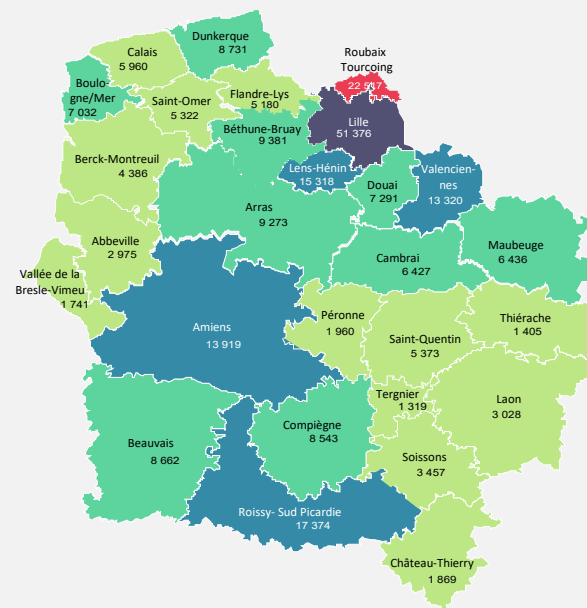 Dunkerque
8 731
Calais
5 960
Roubaix
Tourcoing
Boulo-
gne/Mer
7 032
Saint-Omer
5 322
Flandre-Lys
5 180
Lille
51 376
Béthune-Bruay
9 381
Berck-Montreuil
4 386
Lens-Hénin
15 318
Douai
7 291
Valencien-
nes
13 320
Arras
9 273
Abbeville
2 975
Cambrai
6 427
Maubeuge
6 436
Vallée de la
Bresle-Vimeu
1 741
Amiens
13 919
Péronne
1 960
Saint-Quentin
5 373
Thiérache
1 405
Tergnier
1 319
Laon
3 028
Beauvais
8 662
Compiègne
8 543
Soissons
3 457
Roissy- Sud Picardie
17 374
Château-Thierry
1 869